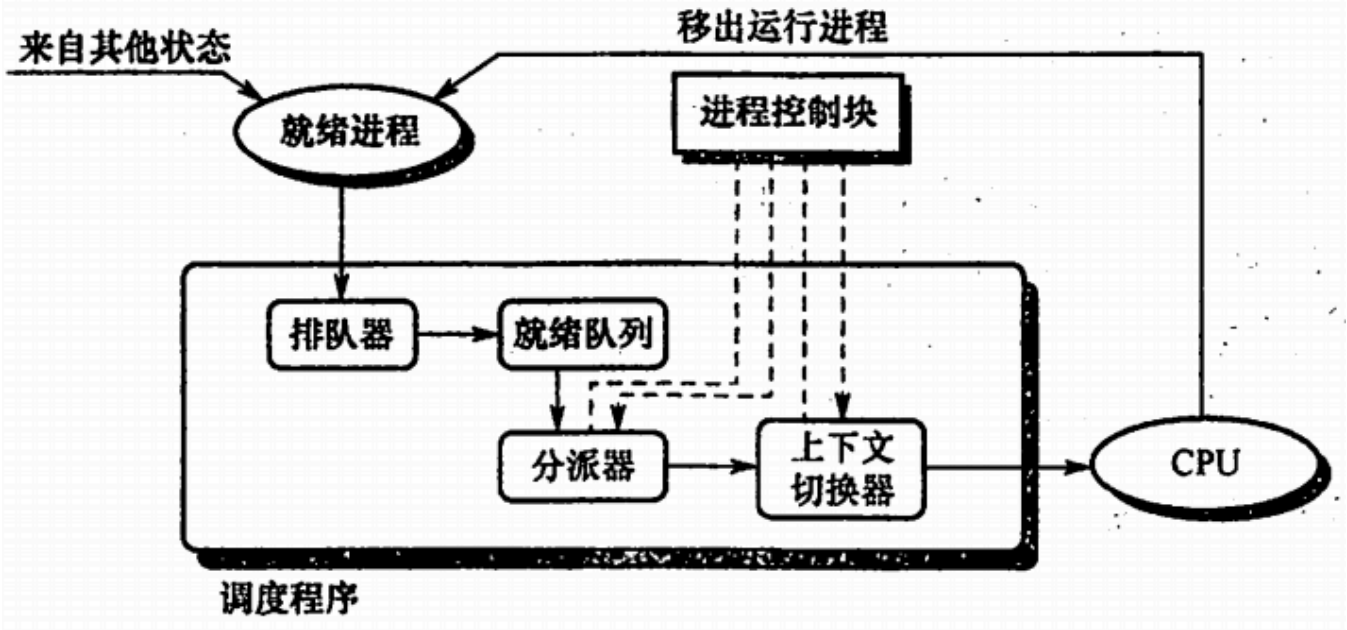 移出运行进程
来自其他状态
进程控制块
就绪进程
排队器
就绪队列
分派器
上下文
切换器
CPU
调度程序